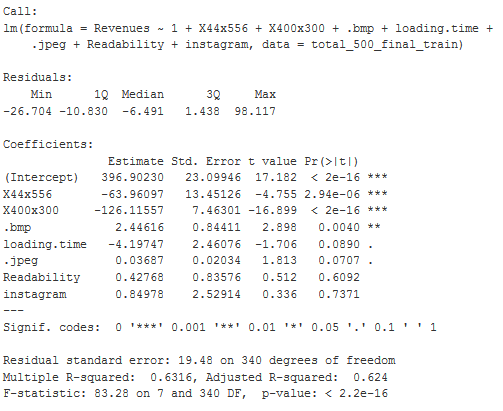 Call:
lm(formula = Revenues ~ 1 + X44x556 + X400x300 + .bmp + loading.time +
    .jpeg + Readability + instagram, data = total_500_final_train)
Residuals:
    Min      1Q  Median      3Q     Max
-26.704 -10.830  -6.491   1.438  98.117
Coefficients:
              Estimate Std. Error t value Pr(>|t|)
(Intercept)  396.90230   23.09946  17.182  < 2e-16 ***
X44x556      -63.96097   13.45126  -4.755 2.94e-06 ***
X400x300    -126.11557    7.46301 -16.899  < 2e-16 ***
.bmp           2.44616    0.84411   2.898   0.0040 **
loading.time  -4.19747    2.46076  -1.706   0.0890 .
.jpeg          0.03687    0.02034   1.813   0.0707 .
Readability    0.42768    0.83576   0.512   0.6092
instagram      0.84978    2.52914   0.336   0.7371
---
Signif. codes:  0 '***' 0.001 '**' 0.01 '*' 0.05 '.' 0.1 ' ' 1
Residual standard error: 19.48 on 340 degrees of freedom
Multiple R-squared:  0.6316, Adjusted R-squared:  0.624
F-statistic: 83.28 on 7 and 340 DF,  p-value: < 2.2e-16